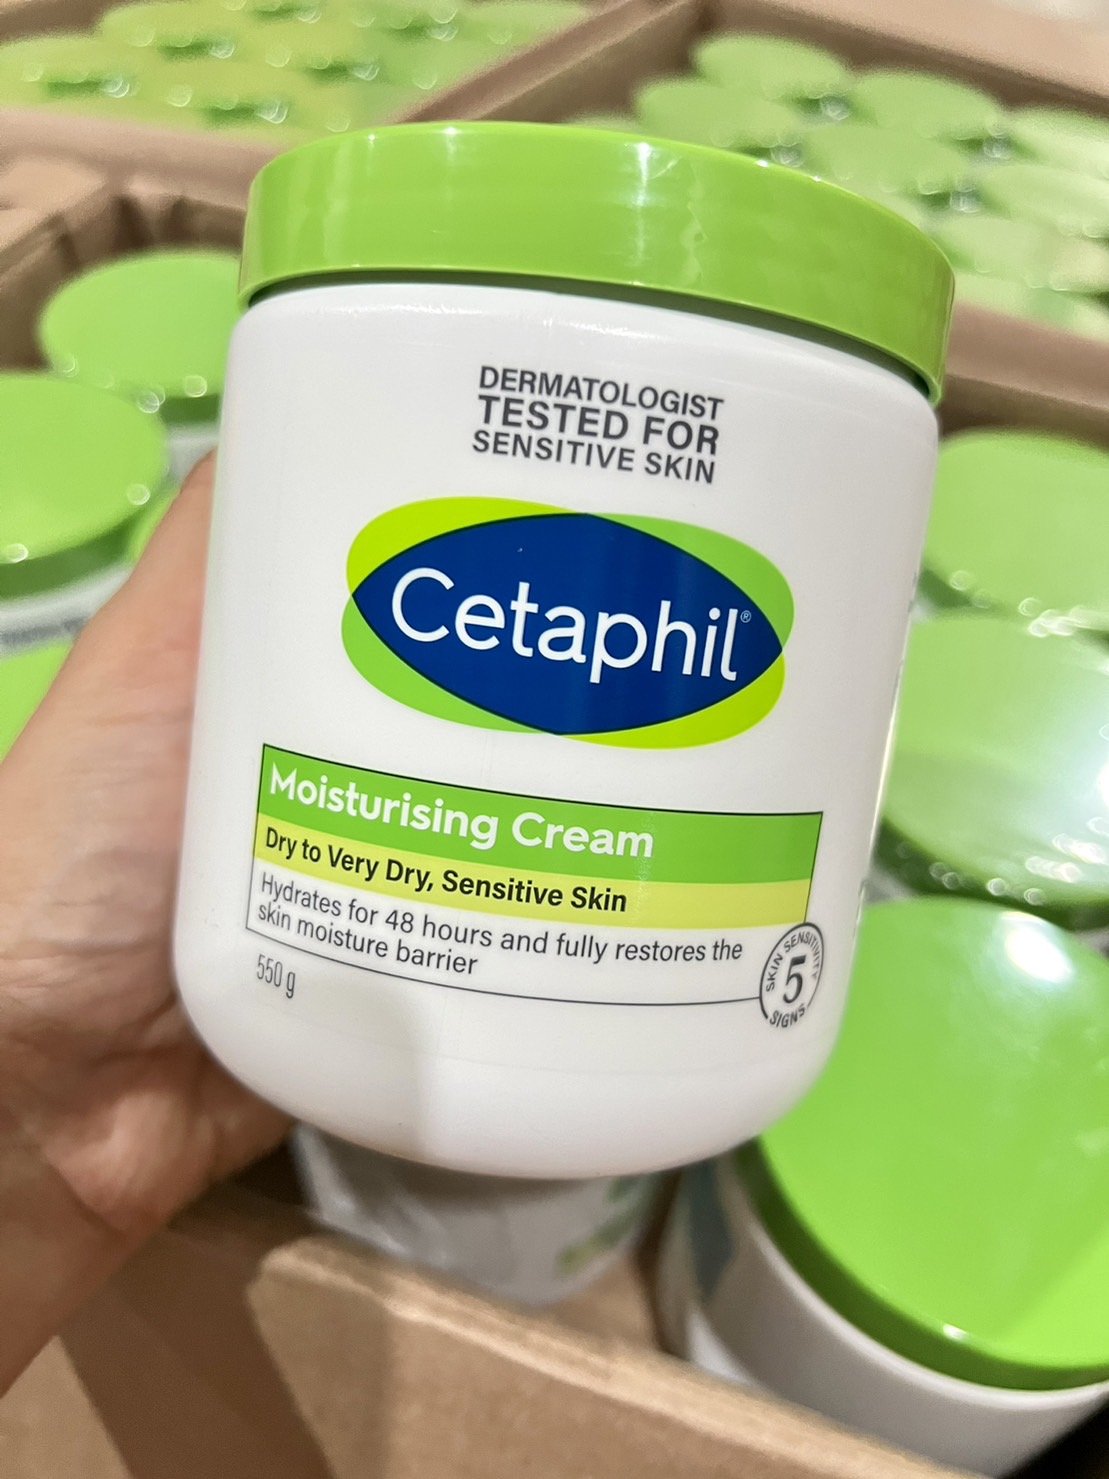 DERMATOLOGIST
TESTED FOR
SENSITIVE SKIN
Cetaphil®
Moisturising Cream
Dry to Very Dry, Sensitive Skin
Hydrates for 48 hours and fully restores the
skin moisture barrier
550 g
SKIN SENSITIVITY
5
SIGNS